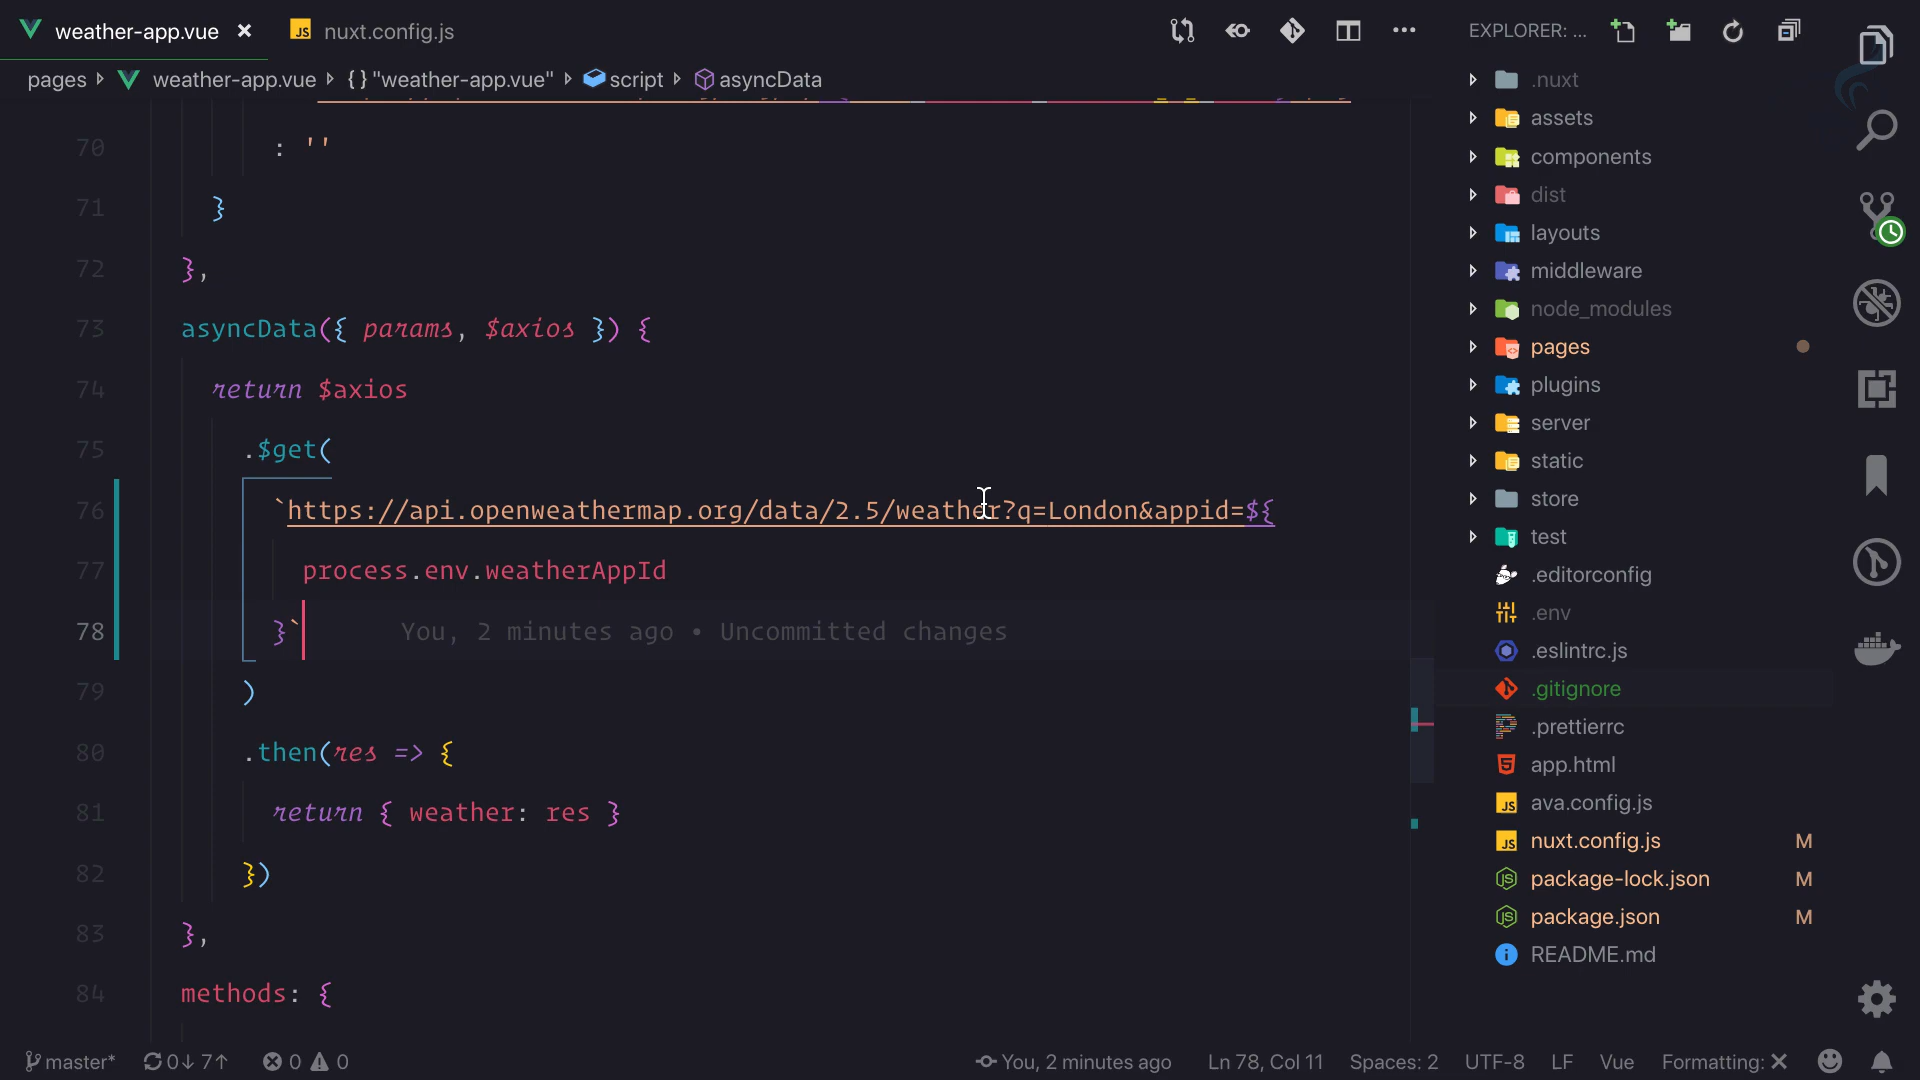 weather-app.vue
JS nuxt.config.js
EXPLORER: ...
pages weather-app.vue {} "weather-app.vue" script asyncData
70 : ''
71 }
72 },
73 asyncData({ params, $axios }) {
74 return $axios
75 .$get(
76 `https://api.openweathermap.org/data/2.5/weather?q=London&appid=${
77 process.env.weatherAppId
78 }` You, 2 minutes ago • Uncommitted changes
79 )
80 .then(res => {
81 return { weather: res }
82 })
83 },
84 methods: {
.nuxt
assets
components
dist
layouts
middleware
node_modules
pages
plugins
server
static
store
test
.editorconfig
.env
.eslintrc.js
.gitignore
.prettierrc
app.html
JS ava.config.js
JS nuxt.config.js M
package-lock.json M
package.json M
README.md
master* 0↓ 7↑ 0 0 You, 2 minutes ago Ln 78, Col 11 Spaces: 2 UTF-8 LF Vue Formatting: ✕